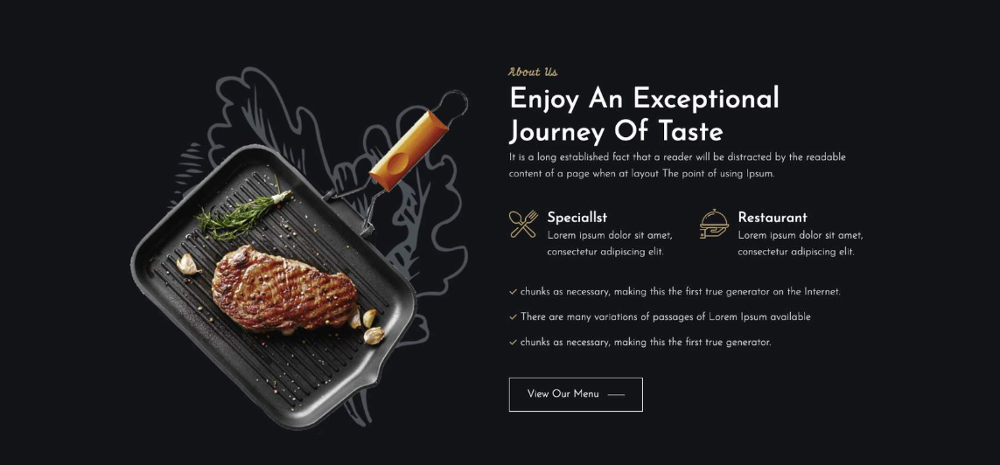 About Us
Enjoy An Exceptional
Journey Of Taste
It is a long established fact that a reader will be distracted by the readable
content of a page when at layout The point of using Ipsum.
Speciallst
Lorem ipsum dolor sit amet,
consectetur adipiscing elit.
Restaurant
Lorem ipsum dolor sit amet,
consectetur adipiscing elit.
chunks as necessary, making this the first true generator on the Internet.
There are many variations of passages of Lorem Ipsum available
chunks as necessary, making this the first true generator.
View Our Menu